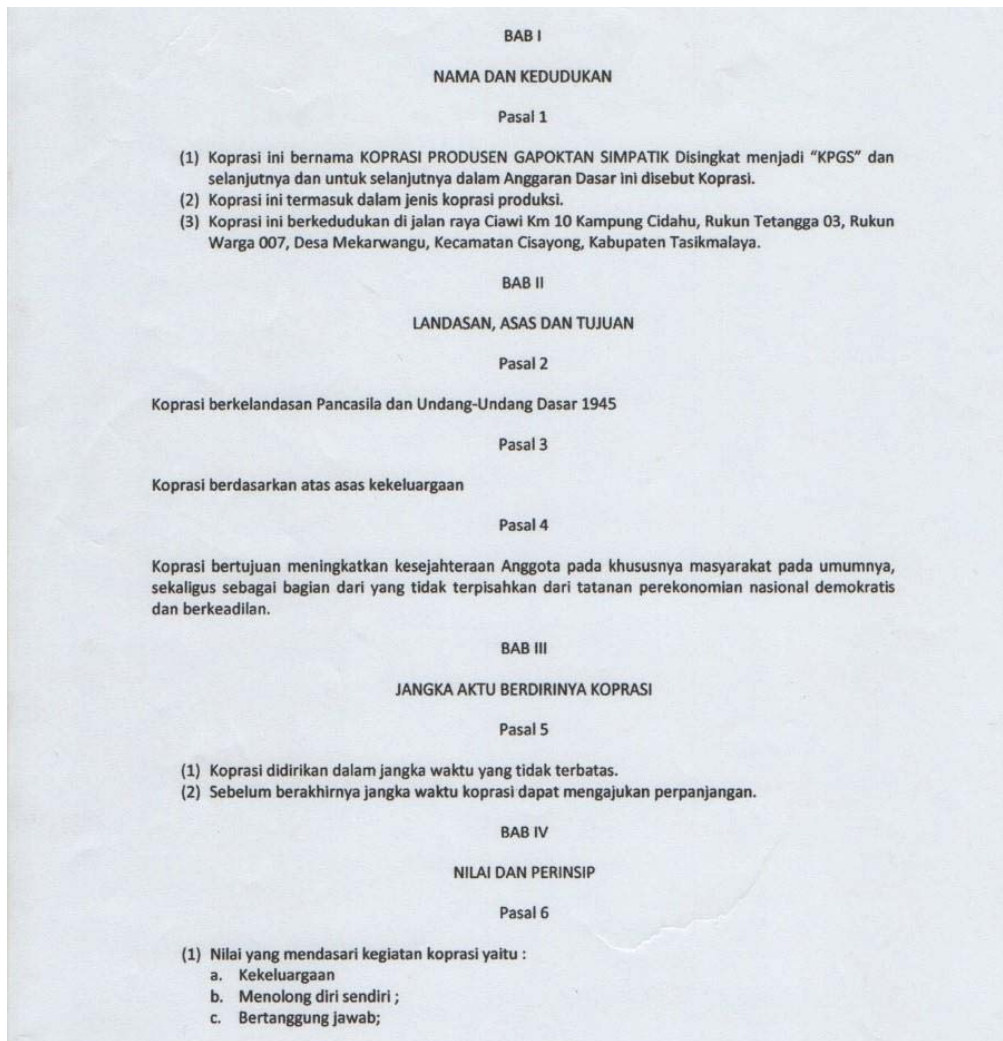 BAB I
NAMA DAN KEDUDUKAN
Pasal 1
(1) Koprasi ini bernama KOPRASI PRODUSEN GAPOKTAN SIMPATIK Disingkat menjadi “KPGS” dan
selanjutnya dan untuk selanjutnya dalam Anggaran Dasar ini disebut Koprasi.
(2) Koprasi ini termasuk dalam jenis koprasi produksi.
(3) Koprasi ini berkedudukan di jalan raya Ciawi Km 10 Kampung Cidahu, Rukun Tetangga 03, Rukun
Warga 007, Desa Mekarwangu, Kecamatan Cisayong, Kabupaten Tasikmalaya.
BAB II
LANDASAN, ASAS DAN TUJUAN
Pasal 2
Koprasi berkelandasan Pancasila dan Undang-Undang Dasar 1945
Pasal 3
Koprasi berdasarkan atas asas kekeluargaan
Pasal 4
Koprasi bertujuan meningkatkan kesejahteraan Anggota pada khususnya masyarakat pada umumnya,
sekaligus sebagai bagian dari yang tidak terpisahkan dari tatanan perekonomian nasional demokratis
dan berkeadilan.
BAB III
JANGKA AKTU BERDIRINYA KOPRASI
Pasal 5
(1) Koprasi didirikan dalam jangka waktu yang tidak terbatas.
(2) Sebelum berakhirnya jangka waktu koprasi dapat mengajukan perpanjangan.
BAB IV
NILAI DAN PERINSIP
Pasal 6
(1) Nilai yang mendasari kegiatan koprasi yaitu :
a. Kekeluargaan
b. Menolong diri sendiri ;
c. Bertanggung jawab;